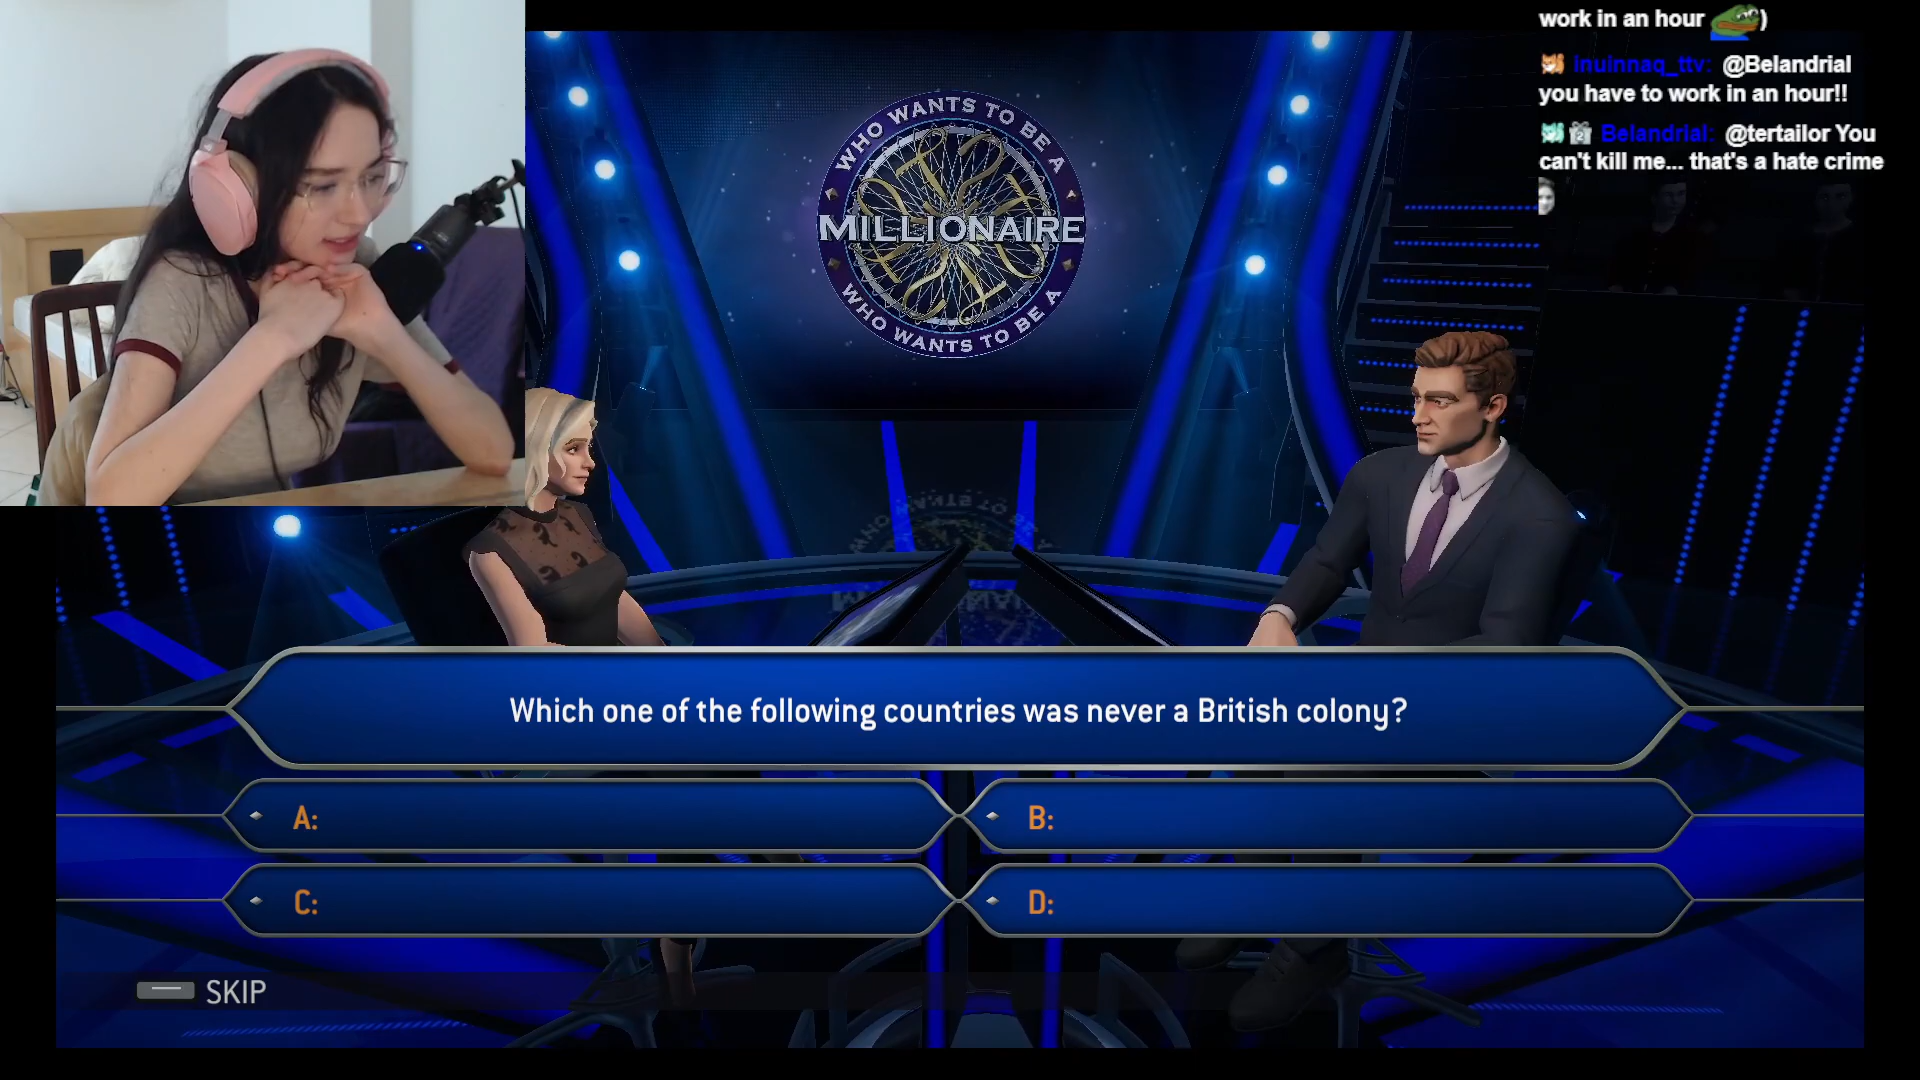 work in an hour )
Inuinnaq_ttv: @Belandrial
you have to work in an hour!!
Belandrial: @tertailor You
can't kill me... that's a hate crime
WHO WANTS TO BE A
MILLIONAIRE
WHO WANTS TO BE A
Which one of the following countries was never a British colony?
A:
B:
C:
D:
SKIP